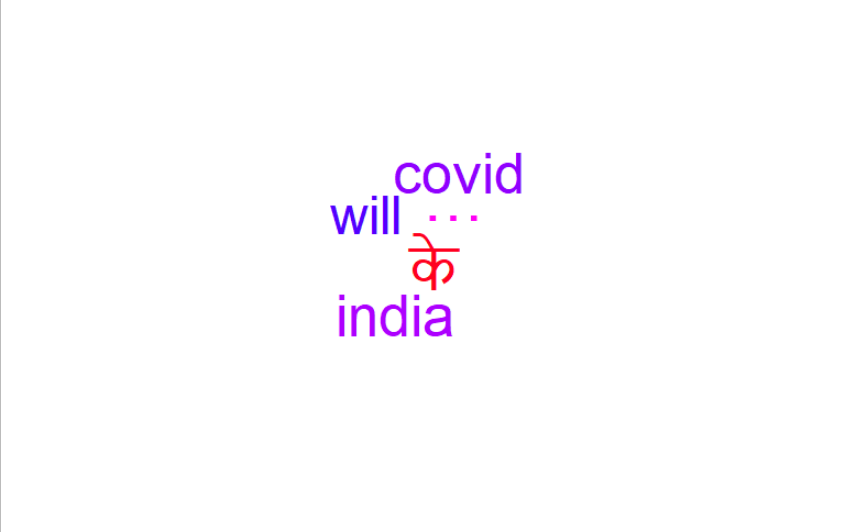 covid
will ...
के
india